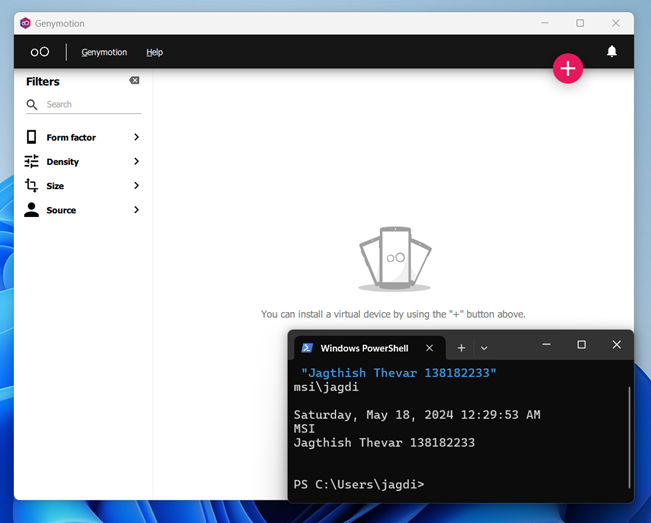 Genymotion
Genymotion Help
Filters
Search
Form factor
Density
Size
Source
You can install a virtual device by using the "+" button above.
Windows PowerShell
"Jagthish Thevar 138182233"
msi\jagdi
Saturday, May 18, 2024 12:29:53 AM
MSI
Jagthish Thevar 138182233
PS C:\Users\jagdi>